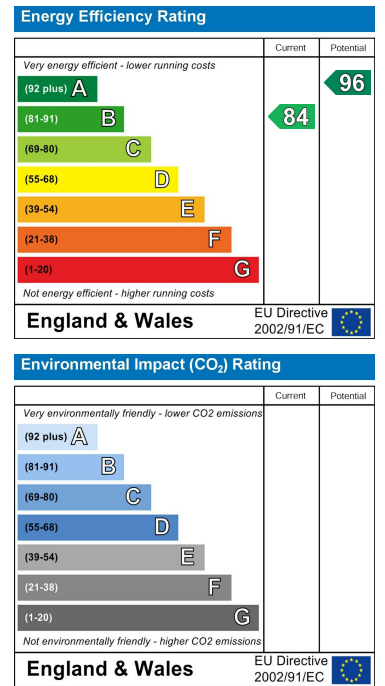 Energy Efficiency Rating
Current Potential
Very energy efficient - lower running costs
(92 plus) A
96
(81-91) B
84
(69-80) C
(55-68) D
(39-54) E
(21-38) F
(1-20) G
Not energy efficient - higher running costs
England & Wales
EU Directive
2002/91/EC
Environmental Impact (CO₂) Rating
Current Potential
Very environmentally friendly - lower CO2 emissions
(92 plus) A
(81-91) B
(69-80) C
(55-68) D
(39-54) E
(21-38) F
(1-20) G
Not environmentally friendly - higher CO2 emissions
England & Wales
EU Directive
2002/91/EC